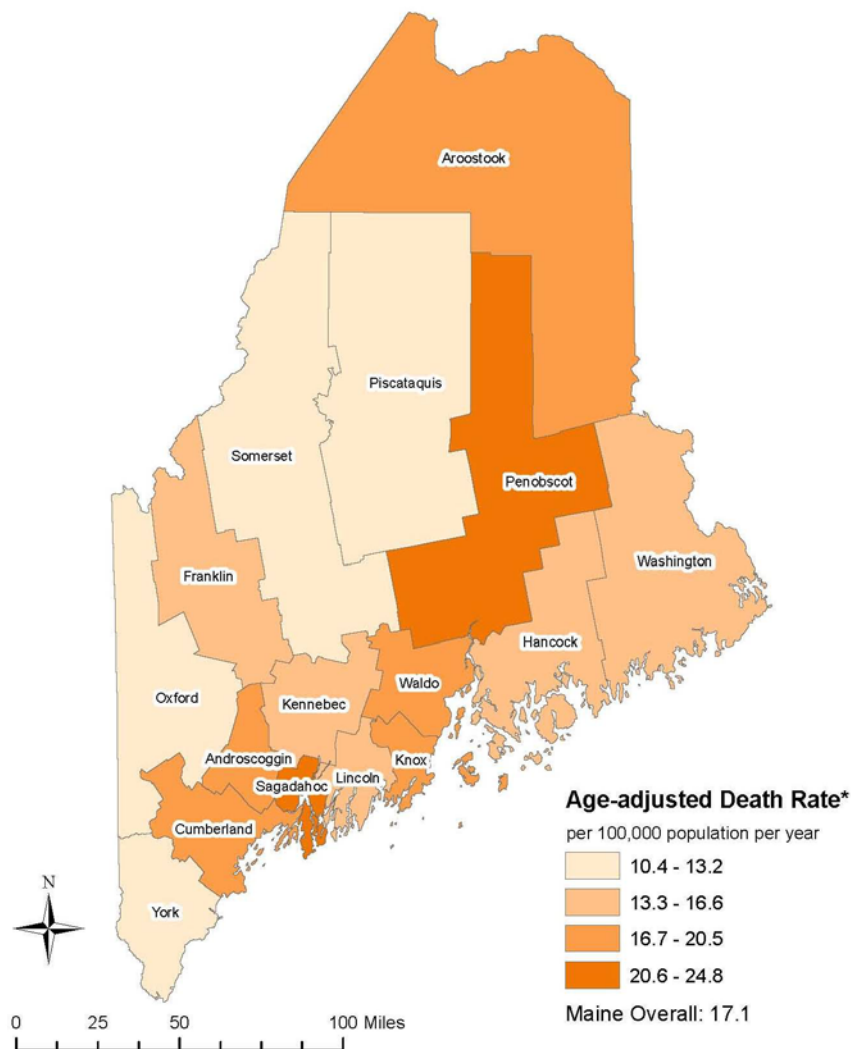 Aroostook
Piscataquis
Somerset
Penobscot
Washington
Franklin
Hancock
Waldo
Oxford
Kennebec
Androscoggin
Knox
Lincoln
Sagadahoc
Cumberland
York
N
0 25 50 100 Miles
Age-adjusted Death Rate*
per 100,000 population per year
10.4 - 13.2
13.3 - 16.6
16.7 - 20.5
20.6 - 24.8
Maine Overall: 17.1